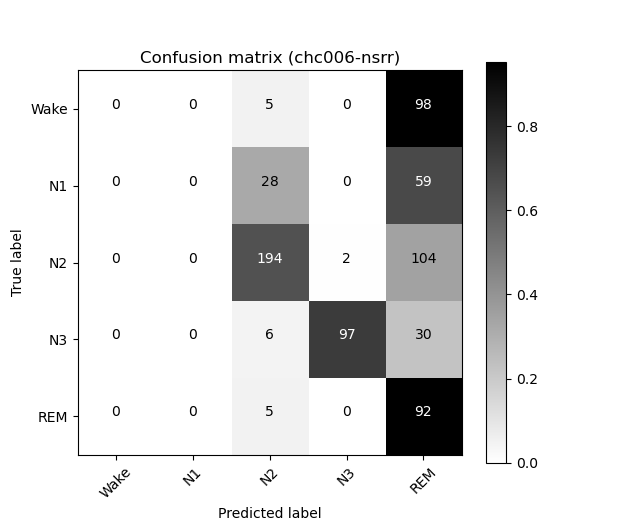 Confusion matrix (chc006-nsrr)
Wake 0 0 5 0 98
N1 0 0 28 0 59
N2 0 0 194 2 104
N3 0 0 6 97 30
REM 0 0 5 0 92
Wake N1 N2 N3 REM
Predicted label
True label
0.8
0.6
0.4
0.2
0.0